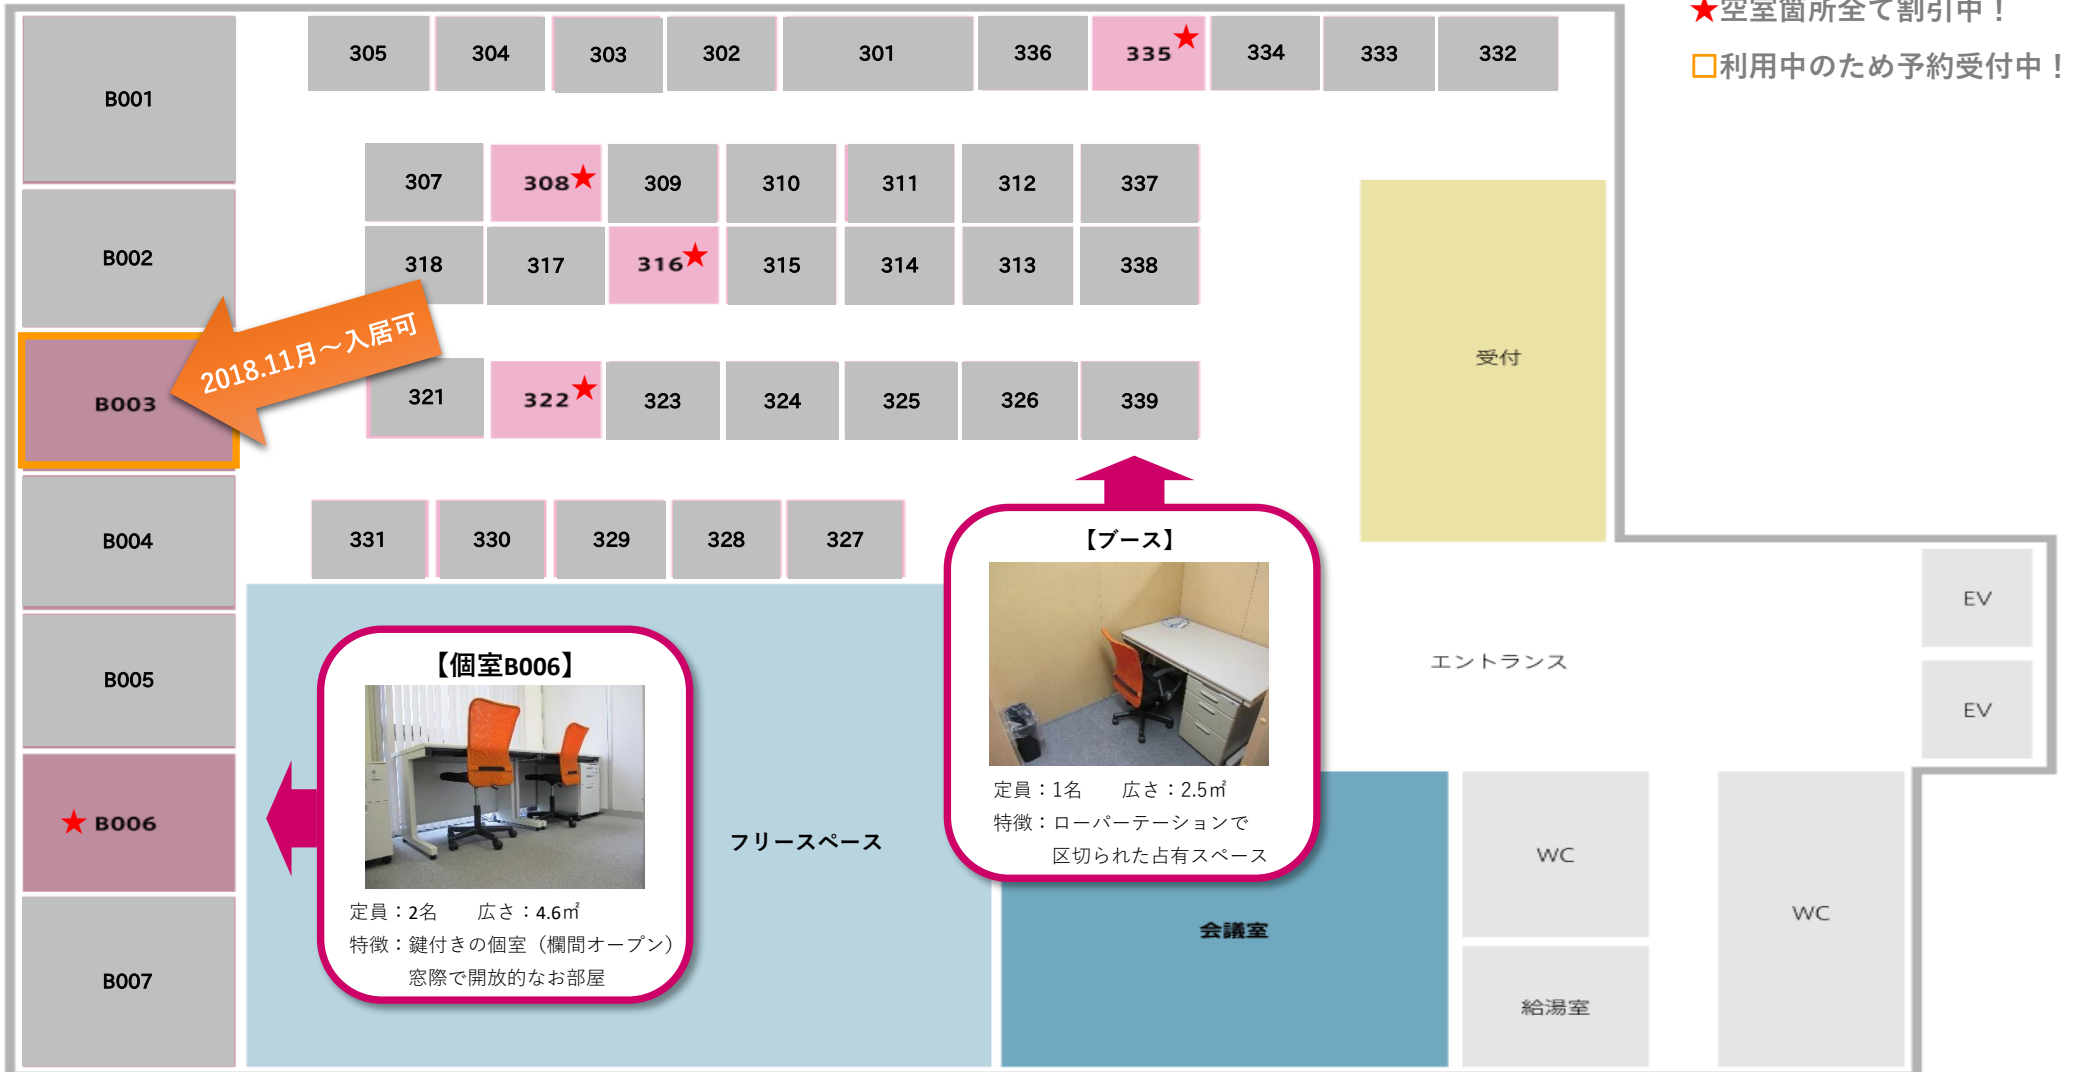 ★空室箇所全て割引中！
□利用中のため予約受付中！
305 304 303 302 301 336 335★ 334 333 332
B001
307 308★ 309 310 311 312 337
B002
318 317 316★ 315 314 313 338
2018.11月～入居可
B003
321 322★ 323 324 325 326 339
受付
B004
331 330 329 328 327
【ブース】
定員：1名　広さ：2.5㎡
特徴：ローパーテーションで
区切られた占有スペース
EV
エントランス
EV
B005
【個室B006】
定員：2名　広さ：4.6㎡
特徴：鍵付きの個室（欄間オープン）
窓際で開放的なお部屋
★B006
フリースペース
会議室
WC
WC
B007
給湯室